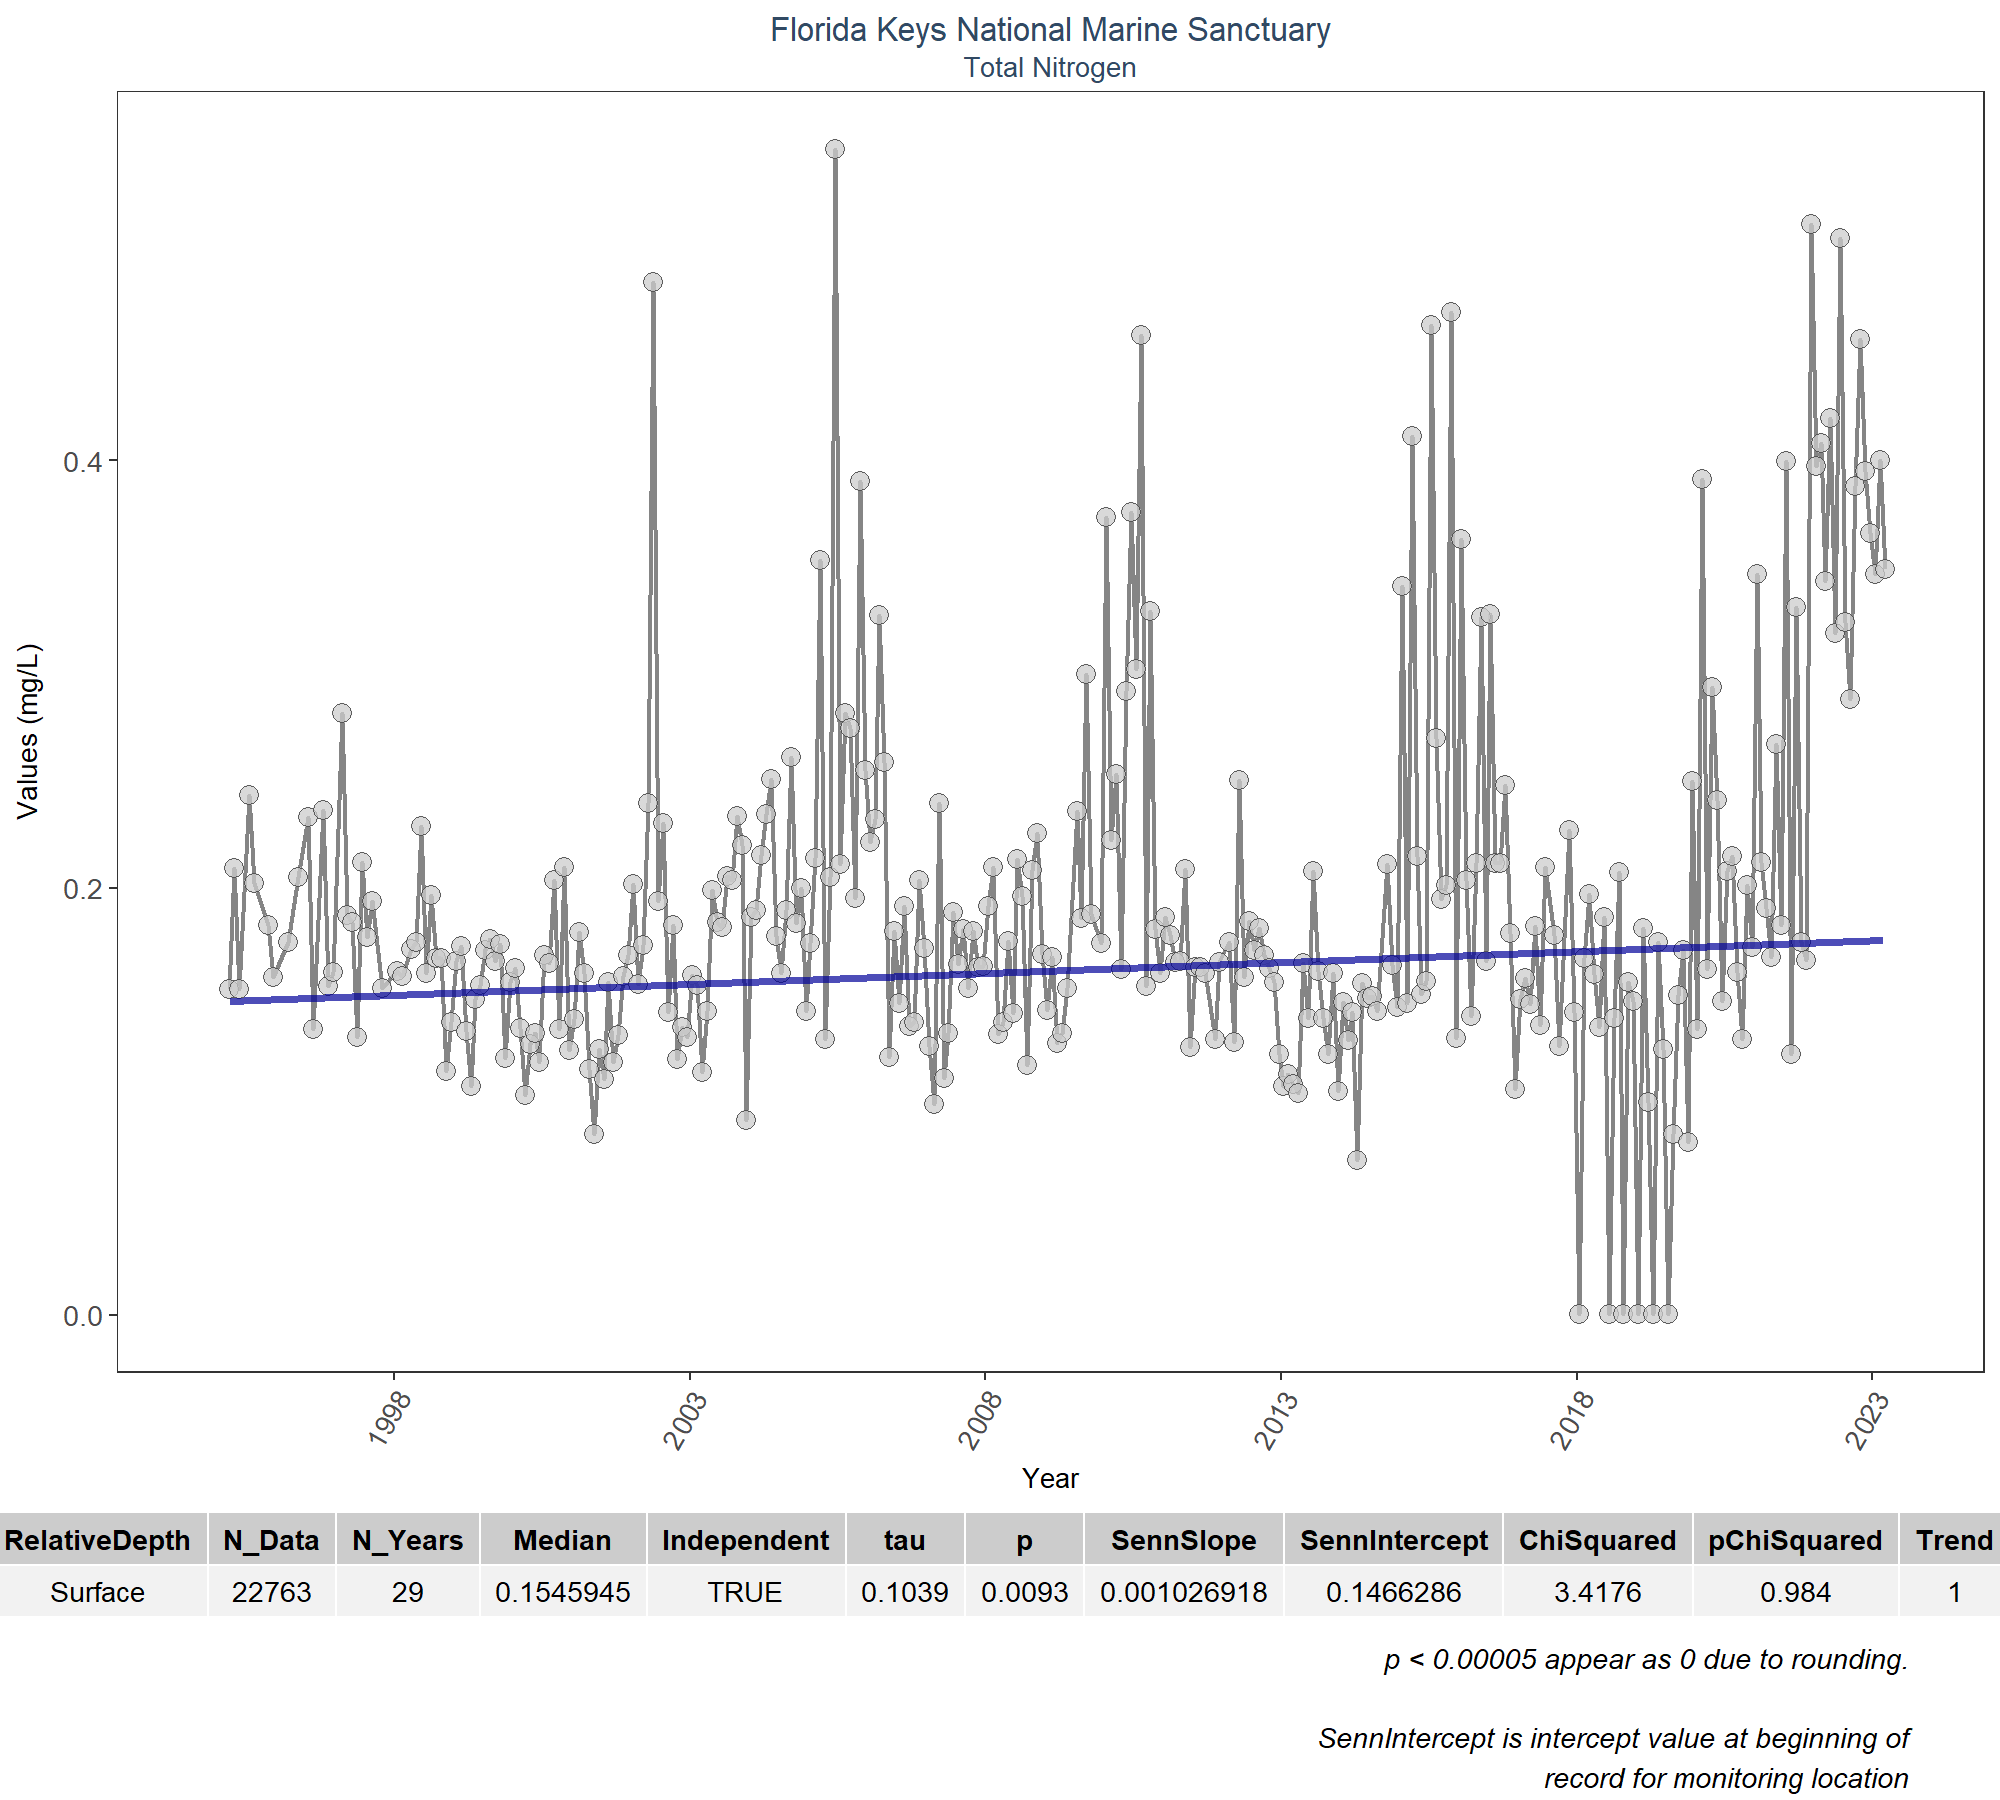 Florida Keys National Marine Sanctuary
Total Nitrogen
Values (mg/L)
0.4
0.2
0.0
1998 2003 2008 2013 2018 2023
Year
RelativeDepth N_Data N_Years Median Independent tau p SennSlope SennIntercept ChiSquared pChiSquared Trend
Surface 22763 29 0.1545945 TRUE 0.1039 0.0093 0.001026918 0.1466286 3.4176 0.984 1
p < 0.00005 appear as 0 due to rounding.
SennIntercept is intercept value at beginning of
record for monitoring location